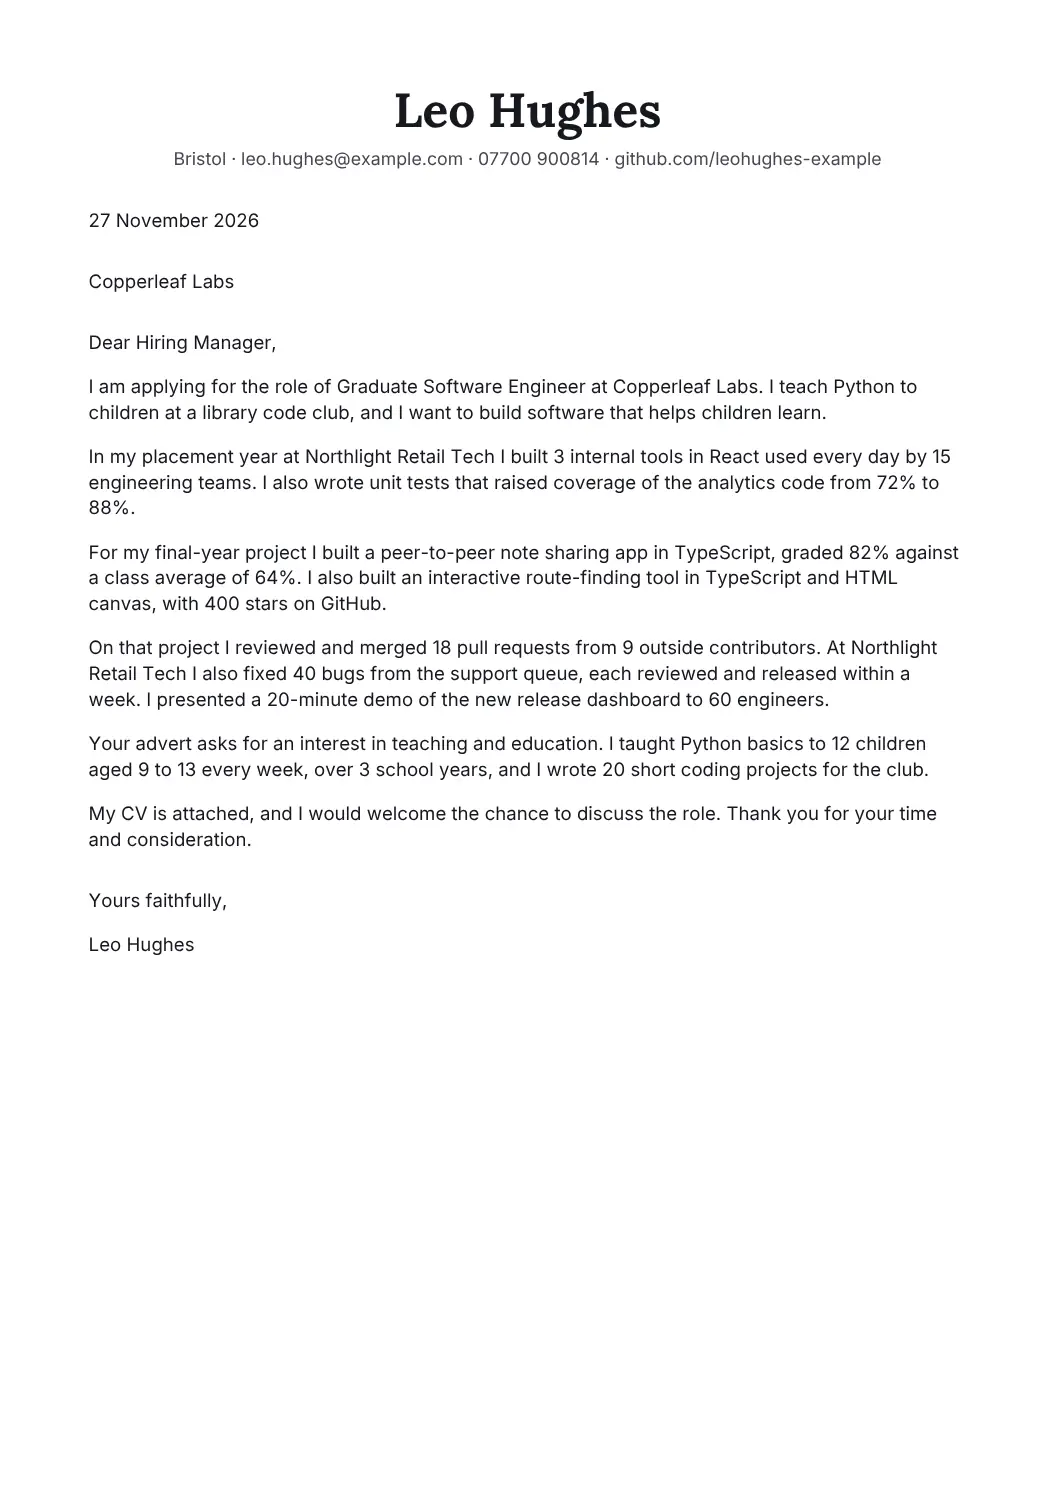 Leo Hughes
Bristol · leo.hughes@example.com · 07700 900814 · github.com/leohughes-example
27 November 2026
Copperleaf Labs
Dear Hiring Manager,
I am applying for the role of Graduate Software Engineer at Copperleaf Labs. I teach Python to
children at a library code club, and I want to build software that helps children learn.
In my placement year at Northlight Retail Tech I built 3 internal tools in React used every day by 15
engineering teams. I also wrote unit tests that raised coverage of the analytics code from 72% to
88%.
For my final-year project I built a peer-to-peer note sharing app in TypeScript, graded 82% against
a class average of 64%. I also built an interactive route-finding tool in TypeScript and HTML
canvas, with 400 stars on GitHub.
On that project I reviewed and merged 18 pull requests from 9 outside contributors. At Northlight
Retail Tech I also fixed 40 bugs from the support queue, each reviewed and released within a
week. I presented a 20-minute demo of the new release dashboard to 60 engineers.
Your advert asks for an interest in teaching and education. I taught Python basics to 12 children
aged 9 to 13 every week, over 3 school years, and I wrote 20 short coding projects for the club.
My CV is attached, and I would welcome the chance to discuss the role. Thank you for your time
and consideration.
Yours faithfully,
Leo Hughes